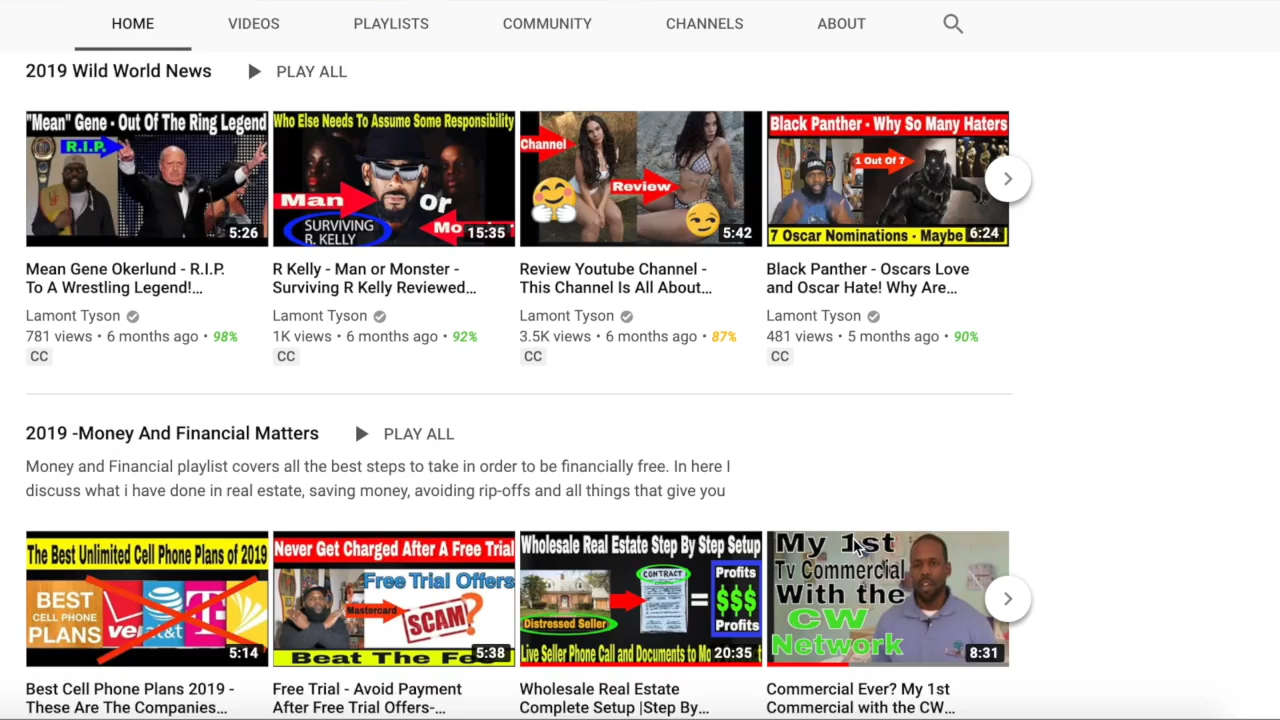 HOME VIDEOS PLAYLISTS COMMUNITY CHANNELS ABOUT
2019 Wild World News PLAY ALL
"Mean" Gene - Out Of The Ring Legend
R.I.P.
5:26
Who Else Needs To Assume Some Responsibility
Man
Or
SURVIVING
R. KELLY
15:35
Channel
Review
5:42
Black Panther - Why So Many Haters
1 Out Of 7
7 Oscar Nominations - Maybe
6:24
Mean Gene Okerlund - R.I.P.
To A Wrestling Legend!...
Lamont Tyson
781 views • 6 months ago • 98%
CC
R Kelly - Man or Monster -
Surviving R Kelly Reviewed...
Lamont Tyson
1K views • 6 months ago • 92%
CC
Review Youtube Channel -
This Channel Is All About...
Lamont Tyson
3.5K views • 6 months ago • 87%
CC
Black Panther - Oscars Love
and Oscar Hate! Why Are...
Lamont Tyson
481 views • 5 months ago • 90%
CC
2019 -Money And Financial Matters PLAY ALL
Money and Financial playlist covers all the best steps to take in order to be financially free. In here I
discuss what i have done in real estate, saving money, avoiding rip-offs and all things that give you
The Best Unlimited Cell Phone Plans of 2019
BEST
CELL PHONE
PLANS
verizon
at&t
T
5:14
Never Get Charged After A Free Trial
Free Trial Offers
Mastercard
SCAM?
Beat The
5:38
Wholesale Real Estate Step By Step Setup
CONTRACT
Profits
= $$$
Distressed Seller
Profits
Live Seller Phone Call and Documents to
20:35
My 1st
Tv Commercial
With the
CW
Network
8:31
Best Cell Phone Plans 2019 -
These Are The Companies...
Free Trial - Avoid Payment
After Free Trial Offers-...
Wholesale Real Estate
Complete Setup |Step By...
Commercial Ever? My 1st
Commercial with the CW...